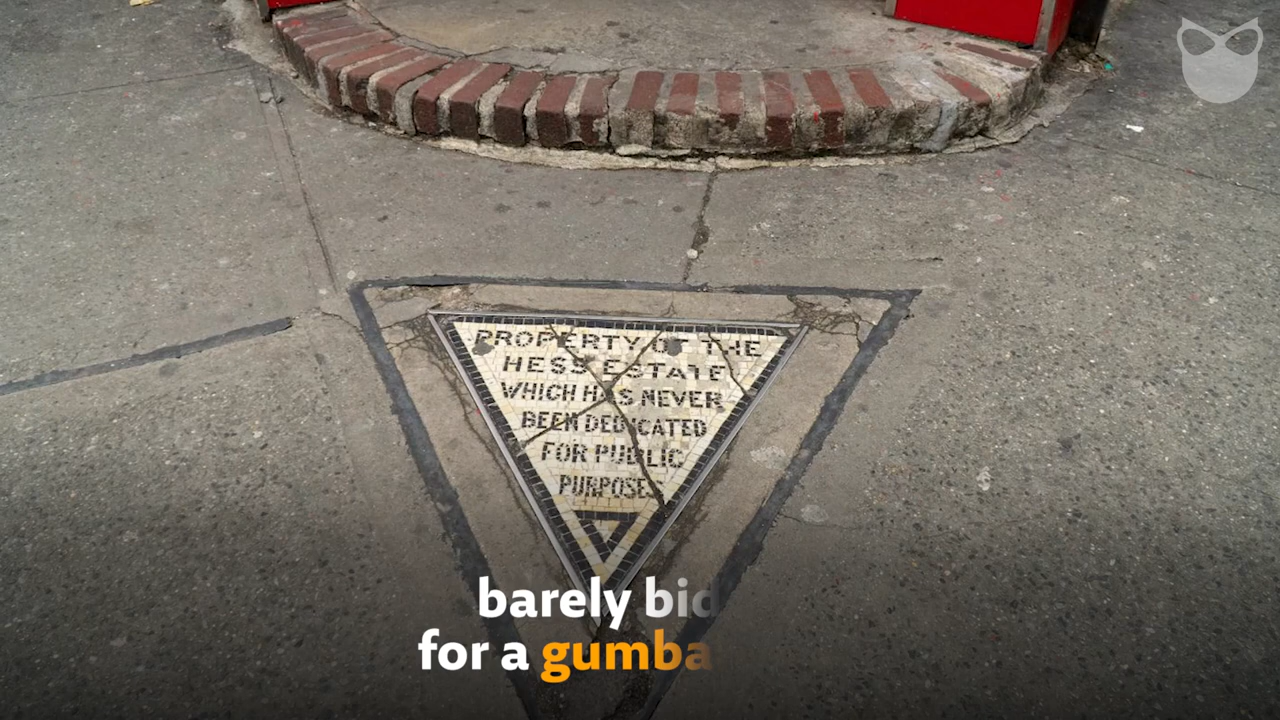 PROPERTY OF THE
HESS ESTATE
WHICH HAS NEVER
BEEN DEDICATED
FOR PUBLIC
PURPOSES
barely
for a